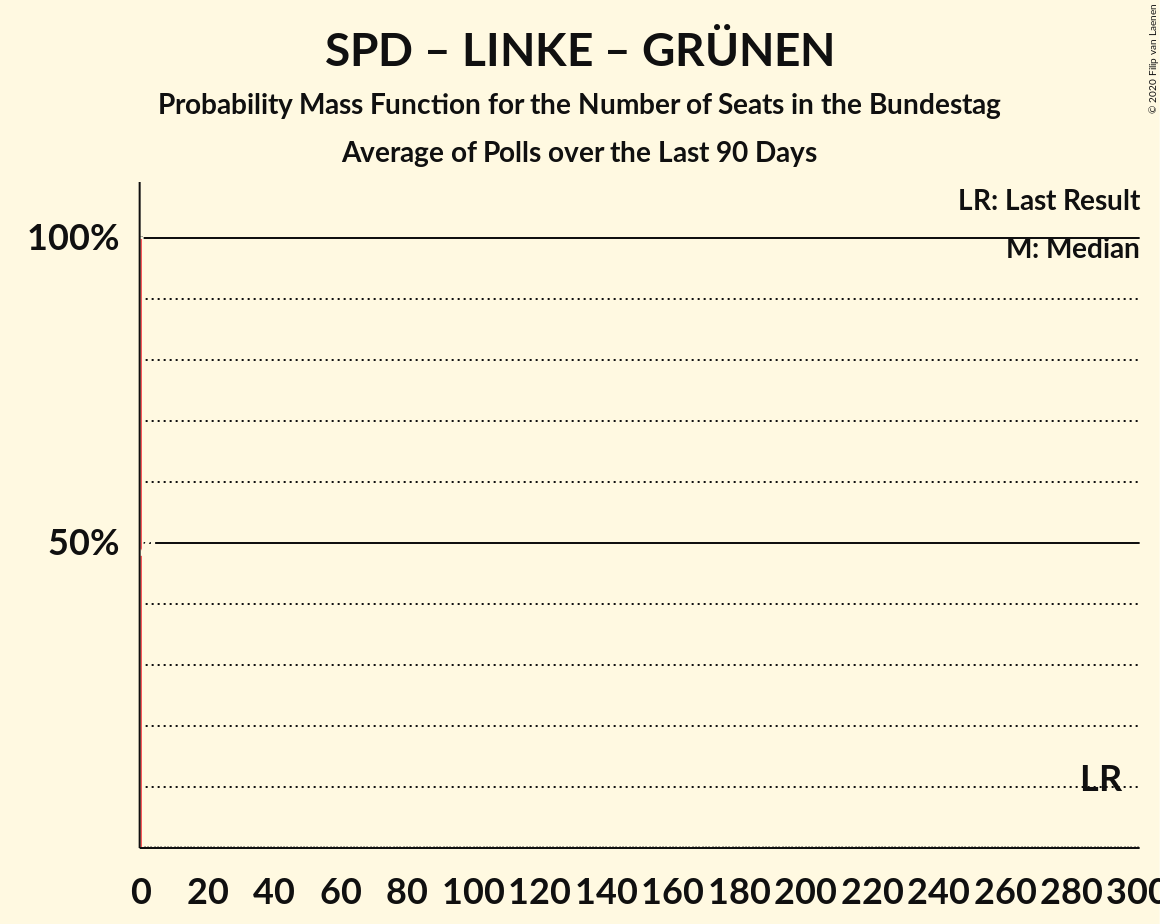 SPD – LINKE – GRÜNEN
Probability Mass Function for the Number of Seats in the Bundestag
Average of Polls over the Last 90 Days
© 2020 Filip van Laenen
LR: Last Result
M: Median
100%
50%
LR
0 20 40 60 80 100 120 140 160 180 200 220 240 260 280 300